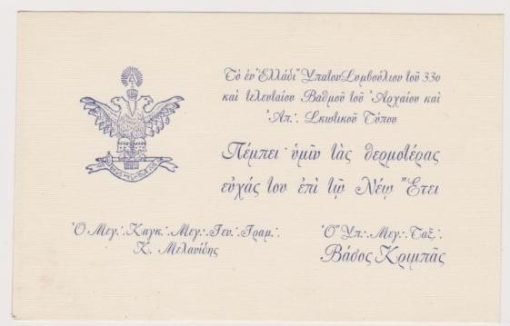 Τὸ ἐν Ἑλλάδι Ὕπατον Συμβούλιον τοῦ 33ο
καὶ τελευταίου Βαθμοῦ τοῦ Ἀρχαίου καὶ
Ἀπ∴ Σκωτικοῦ Τύπου
Πέμπει ὑμῖν τὰς θερμοτέρας
εὐχάς του ἐπὶ τῷ Νέῳ Ἔτει
Ὁ Μεγ∴ Καγκ∴ Μεγ∴ Γεν∴ Γραμ∴
Κ. Μελανίδης
Ὁ Ὑπ∴ Μεγ∴ Ταξ∴
Βάσος Κριμπᾶς